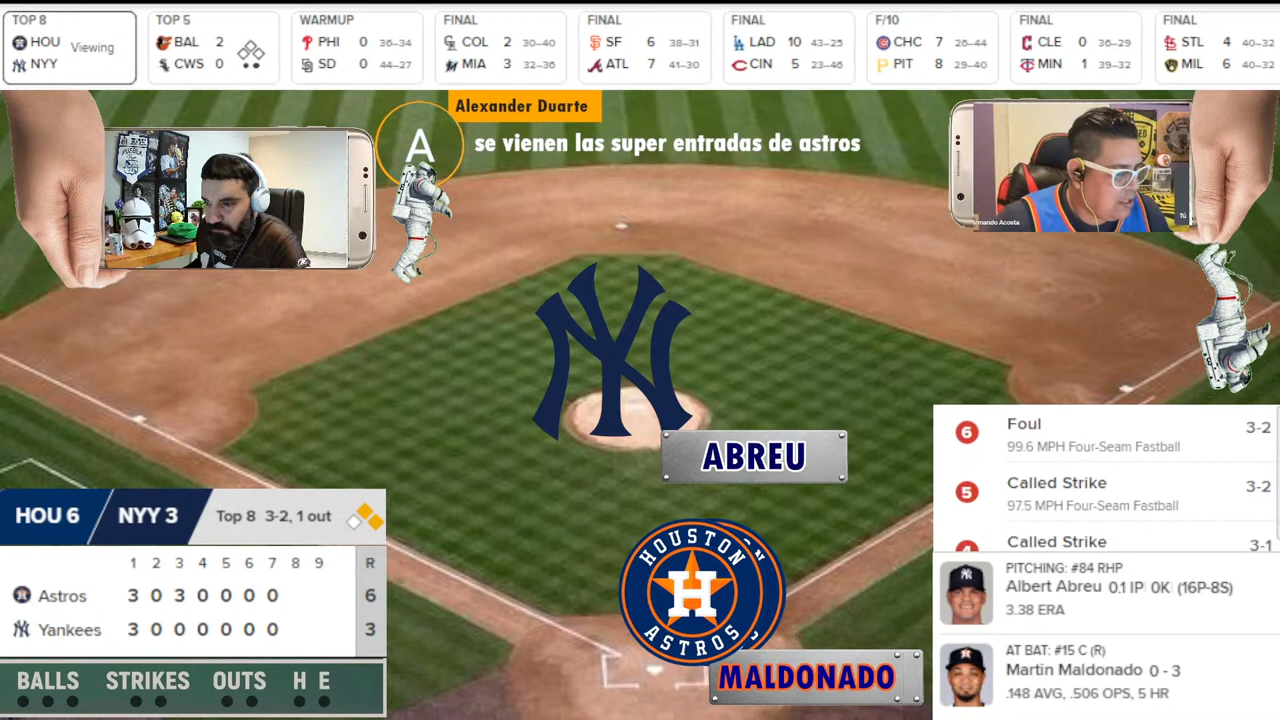 TOP 8
HOU Viewing
NYY
TOP 5
BAL 2
CWS 0
WARMUP
PHI 0 36-34
SD 0 44-27
FINAL
COL 2 30-40
MIA 3 32-36
FINAL
SF 6 38-31
ATL 7 41-30
FINAL
LAD 10 43-25
CIN 5 23-46
F/10
CHC 7 26-44
PIT 8 29-40
FINAL
CLE 0 36-29
MIN 1 39-32
FINAL
STL 4 40-32
MIL 6 40-32
Alexander Duarte
A
se vienen las super entradas de astros
PUEBLA
Armando Acosta
Tú
NY
ABREU
6 Foul 3-2
99.6 MPH Four-Seam Fastball
5 Called Strike 3-2
97.5 MPH Four-Seam Fastball
Called Strike 3-1
HOU 6 NYY 3 Top 8 3-2, 1 out
1 2 3 4 5 6 7 8 9 R
Astros 3 0 3 0 0 0 0 6
Yankees 3 0 0 0 0 0 0 3
BALLS STRIKES OUTS H E
HOUSTON
H
ASTROS
MALDONADO
PITCHING: #84 RHP
Albert Abreu 0.1 IP 0K (16P-8S)
3.38 ERA
AT BAT: #15 C (R)
Martin Maldonado 0 - 3
.148 AVG, .506 OPS, 5 HR